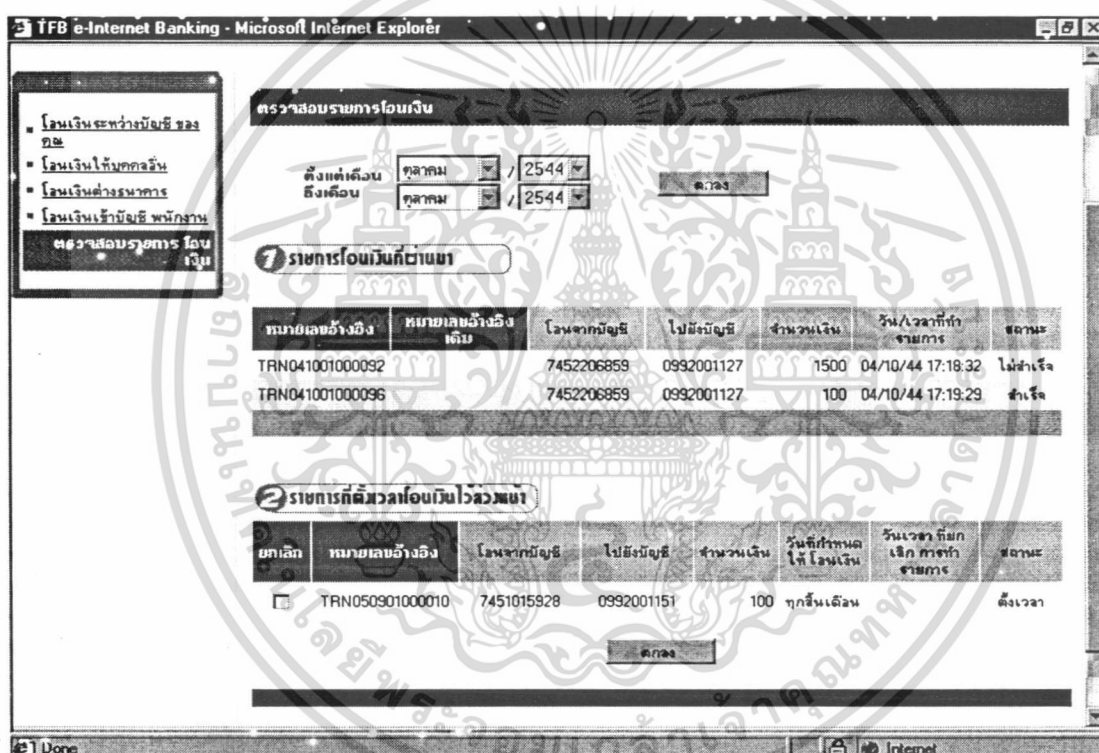 TFB e-Internet Banking - Microsoft Internet Explorer
โอนเงินระหว่างบัญชี ของ
คุณ
โอนเงินให้บุคคลอื่น
โอนเงินต่างธนาคาร
โอนเงินเข้าบัญชี พนักงาน
ตรวจสอบรายการ โอน
เงิน
ตรวจสอบรายการโอนเงิน
ตั้งแต่เดือน ตุลาคม / 2544
ถึงเดือน ตุลาคม / 2544
ตกลง
1 รายการโอนเงินที่ผ่านมา
หมายเลขอ้างอิง หมายเลขอ้างอิงเดิม โอนจากบัญชี ไปยังบัญชี จำนวนเงิน วัน/เวลาที่ทำรายการ สถานะ
TRN041001000092 7452206859 0992001127 1500 04/10/44 17:18:32 ไม่สำเร็จ
TRN041001000096 7452206859 0992001127 100 04/10/44 17:19:29 สำเร็จ
2 รายการที่ตั้งเวลาโอนเงินไว้ล่วงหน้า
ยกเลิก หมายเลขอ้างอิง โอนจากบัญชี ไปยังบัญชี จำนวนเงิน วันที่กำหนดให้ โอนเงิน วันเวลา ที่ยกเลิก การทำรายการ สถานะ
TRN050901000010 7451015928 0992001151 100 ทุกสิ้นเดือน ตั้งเวลา
ตกลง
Done
Internet